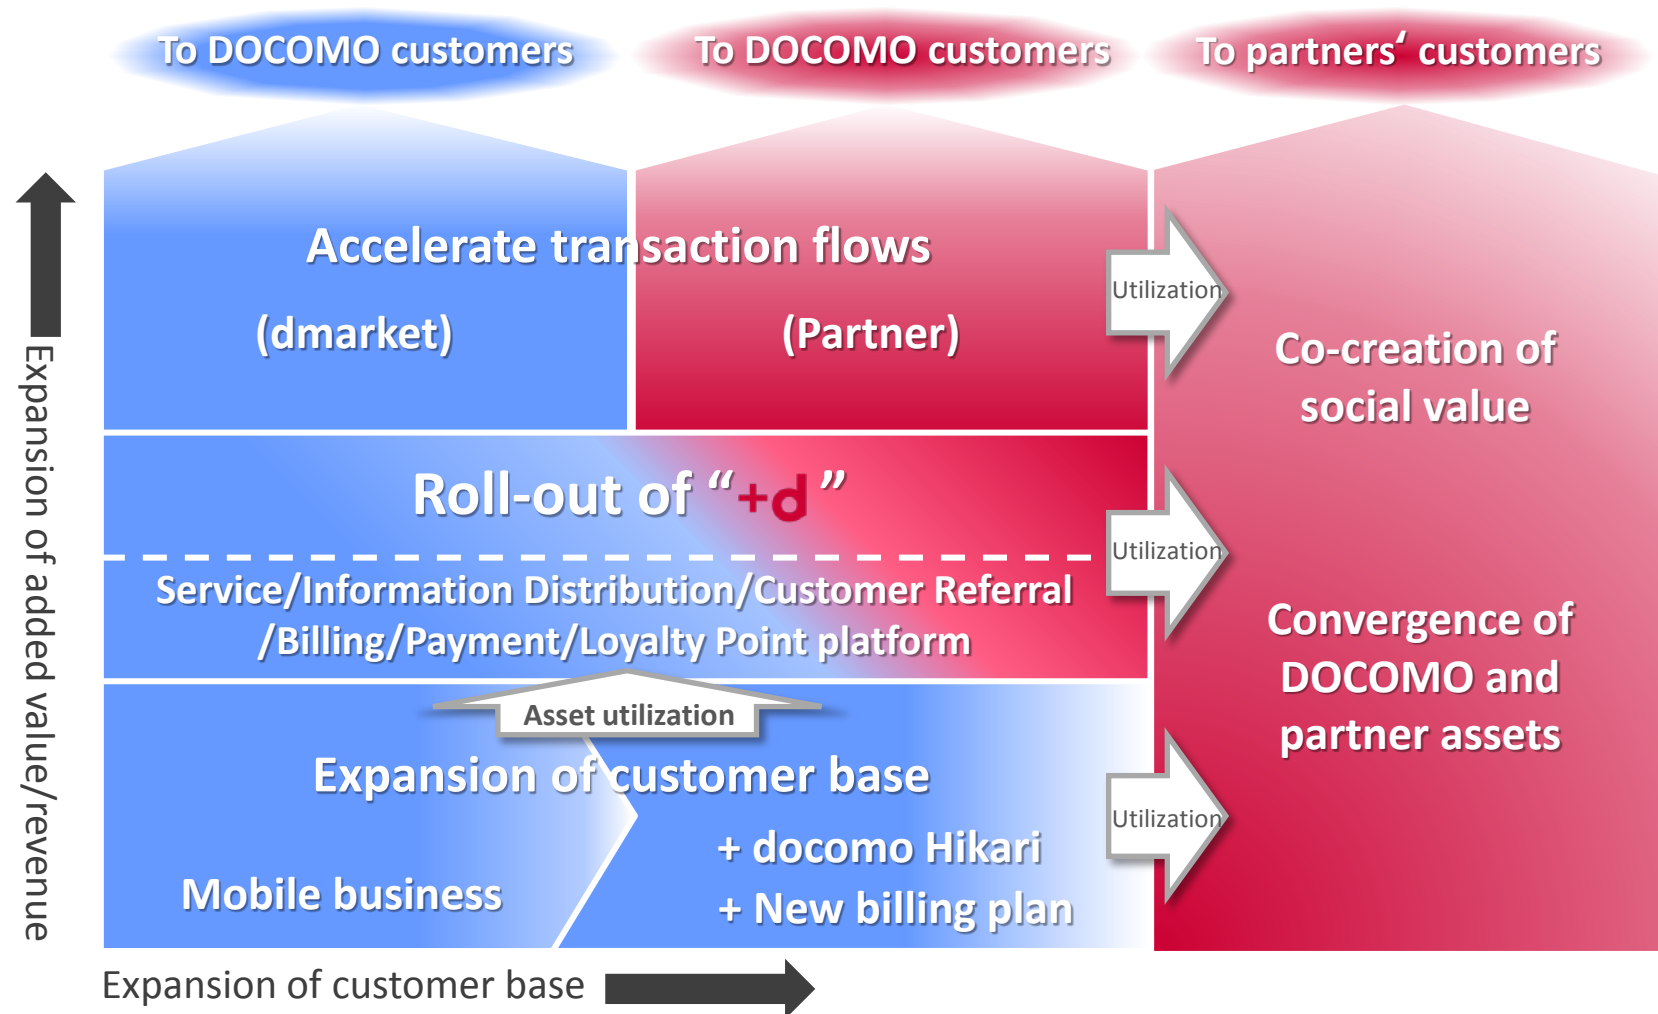 To DOCOMO customers
To DOCOMO customers
To partners‘ customers
Accelerate transaction flows
(dmarket)
(Partner)
Utilization
Co-creation of
social value
Roll-out of “+d”
Utilization
Service/Information Distribution/Customer Referral
/Billing/Payment/Loyalty Point platform
Convergence of
DOCOMO and
partner assets
Asset utilization
Expansion of customer base
Utilization
Mobile business
+ docomo Hikari
+ New billing plan
Expansion of added value/revenue
Expansion of customer base